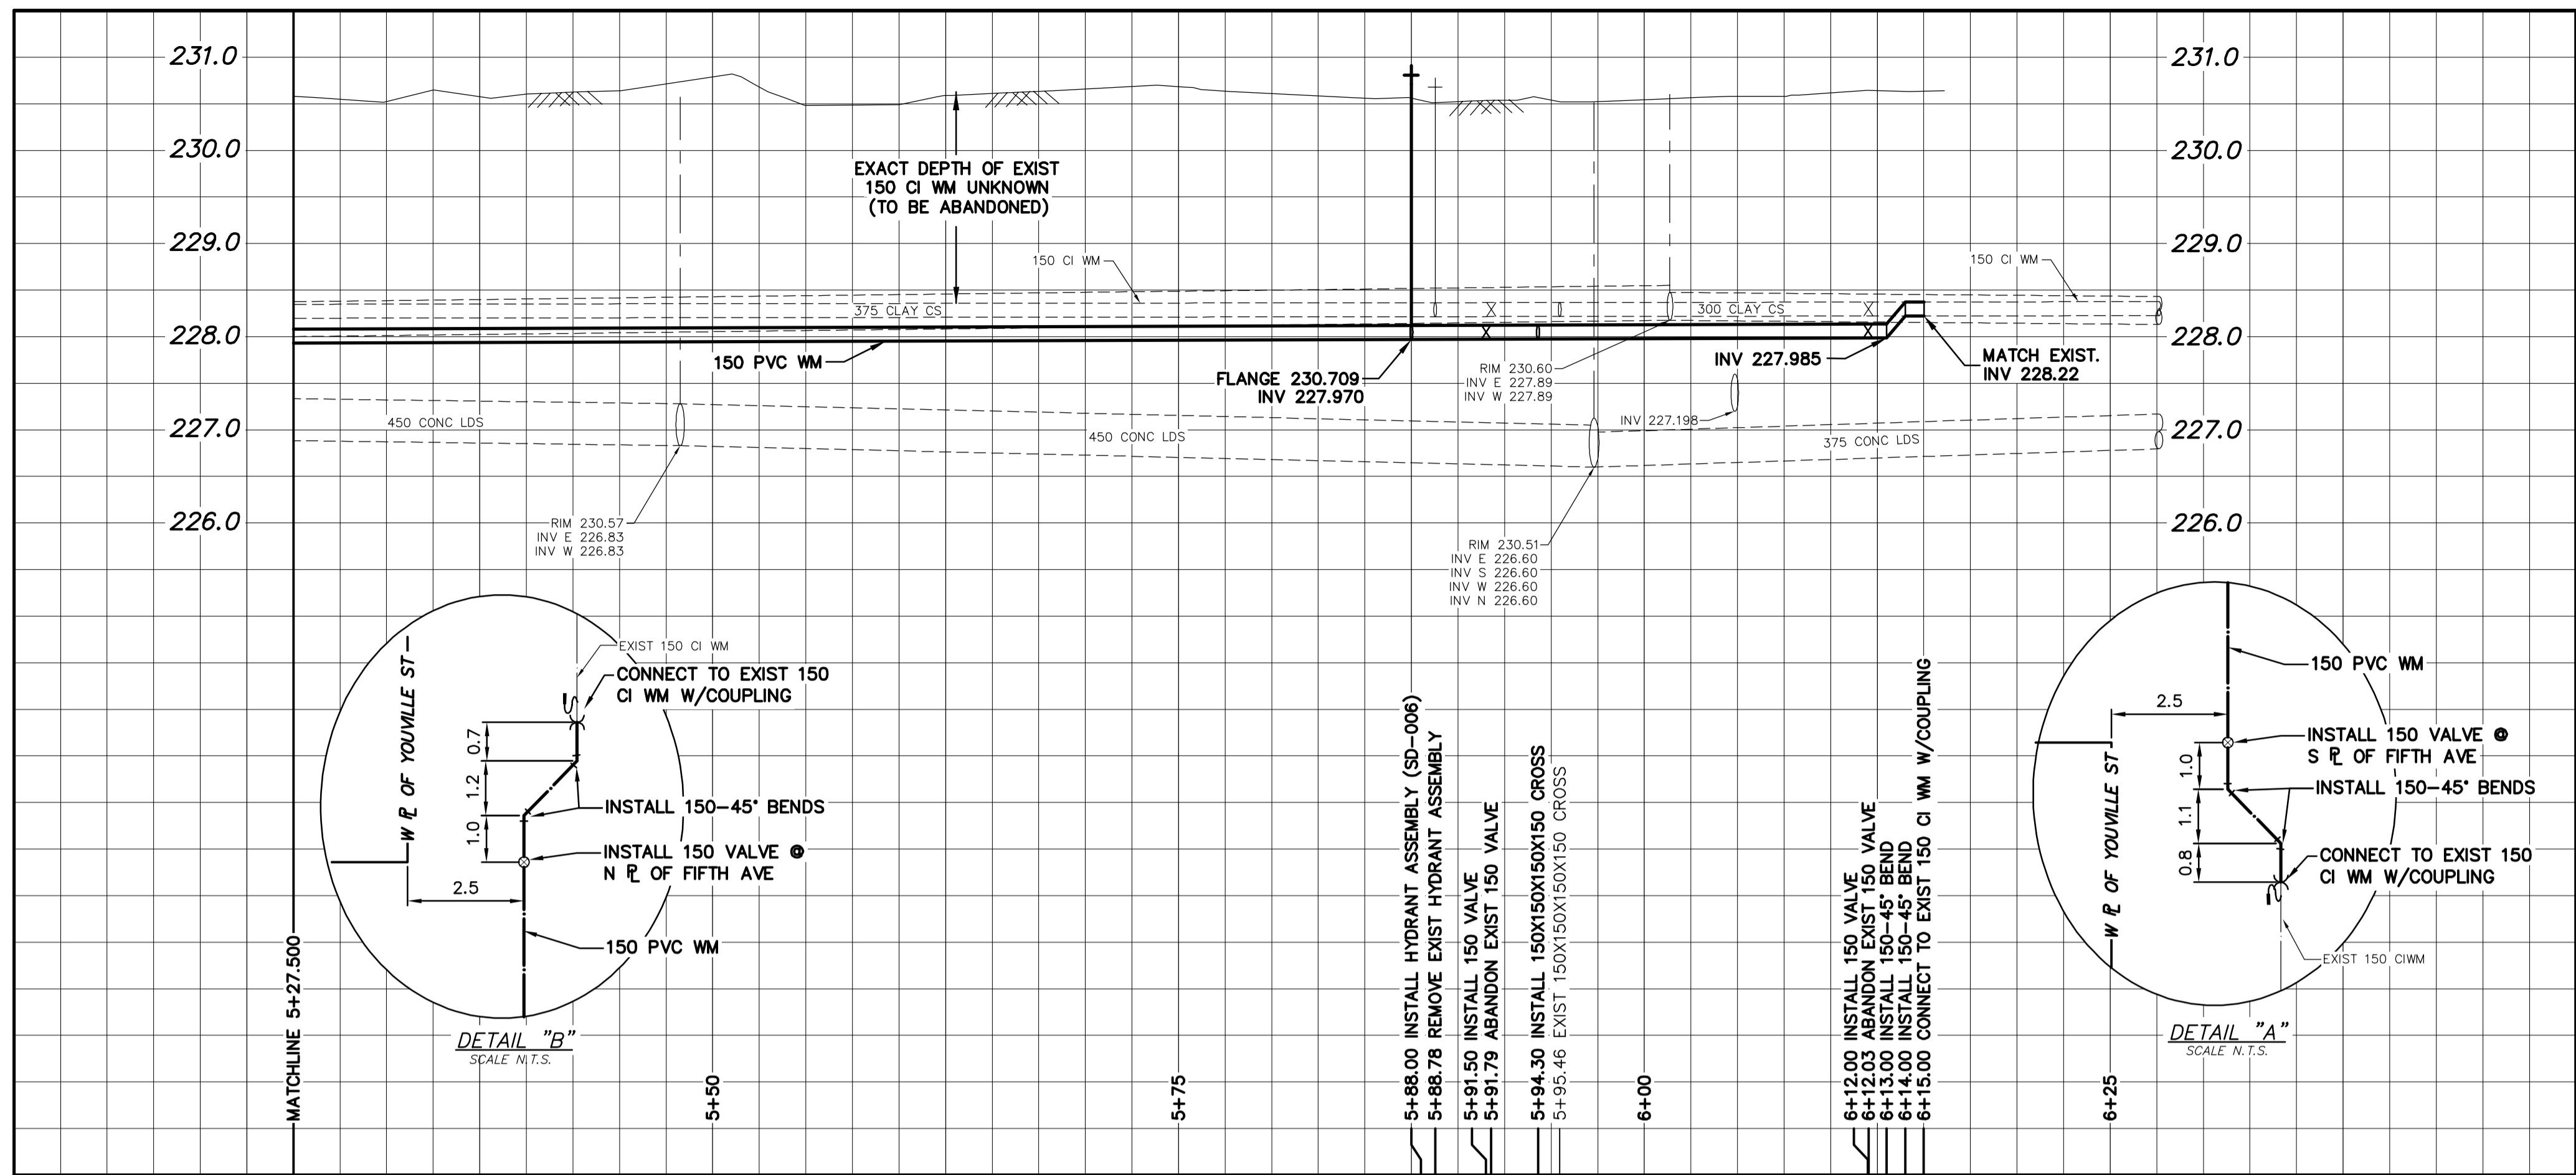 231.0
231.0
230.0
230.0
EXACT DEPTH OF EXIST
150 CI WM UNKNOWN
(TO BE ABANDONED)
229.0
229.0
150 CI WM
150 CI WM
375 CLAY CS
300 CLAY CS
228.0
228.0
150 PVC WM
FLANGE 230.709
INV 227.970
RIM 230.60
INV E 227.89
INV W 227.89
INV 227.985
MATCH EXIST.
INV 228.22
INV 227.198
450 CONC LDS
450 CONC LDS
375 CONC LDS
227.0
227.0
226.0
226.0
RIM 230.57
INV E 226.83
INV W 226.83
RIM 230.51
INV E 226.60
INV S 226.60
INV W 226.60
INV N 226.60
W PL OF YOUVILLE ST
EXIST 150 CI WM
CONNECT TO EXIST 150
CI WM W/COUPLING
0.7
1.2
1.0
INSTALL 150-45° BENDS
INSTALL 150 VALVE @
N PL OF FIFTH AVE
2.5
150 PVC WM
DETAIL "B"
SCALE N.T.S.
MATCHLINE 5+27.500
5+50
5+75
5+88.00 INSTALL HYDRANT ASSEMBLY (SD-006)
5+88.78 REMOVE EXIST HYDRANT ASSEMBLY
5+91.50 INSTALL 150 VALVE
5+91.79 ABANDON EXIST 150 VALVE
5+94.30 INSTALL 150X150X150X150 CROSS
5+95.46 EXIST 150X150X150X150 CROSS
6+00
6+12.00 INSTALL 150 VALVE
6+12.03 ABANDON EXIST 150 VALVE
6+13.00 INSTALL 150-45° BEND
6+14.00 INSTALL 150-45° BEND
6+15.00 CONNECT TO EXIST 150 CI WM W/COUPLING
6+25
150 PVC WM
2.5
INSTALL 150 VALVE @
S PL OF FIFTH AVE
1.0
1.1
0.8
INSTALL 150-45° BENDS
CONNECT TO EXIST 150
CI WM W/COUPLING
W PL OF YOUVILLE ST
EXIST 150 CIWM
DETAIL "A"
SCALE N.T.S.